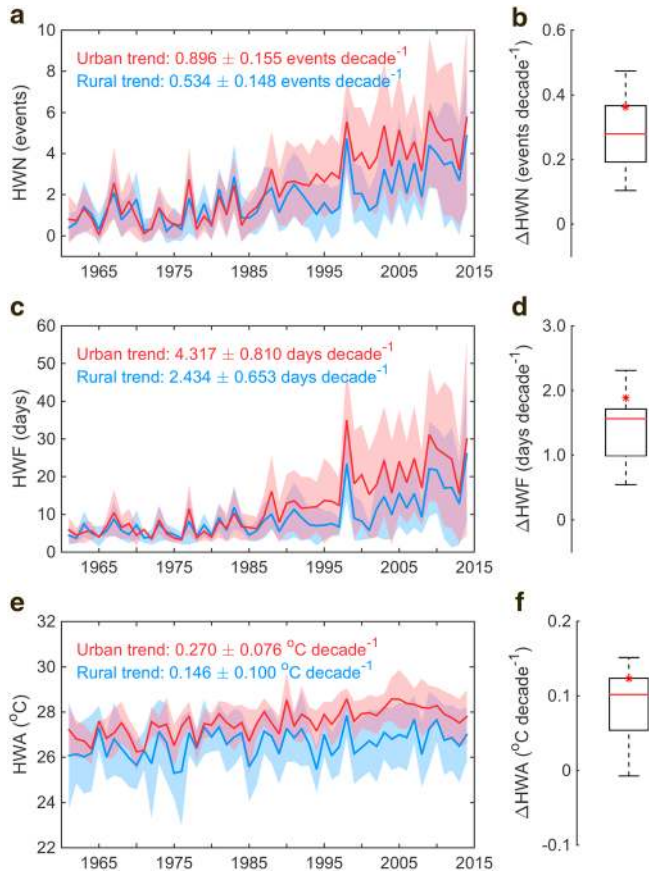 a
b
10
8
6
4
2
0
HWN (events)
Urban trend: 0.896 ± 0.155 events decade⁻¹
Rural trend: 0.534 ± 0.148 events decade⁻¹
1965 1975 1985 1995 2005 2015
0.6
0.4
0.2
0
ΔHWN (events decade⁻¹)
c
d
60
50
40
30
20
10
0
HWF (days)
Urban trend: 4.317 ± 0.810 days decade⁻¹
Rural trend: 2.434 ± 0.653 days decade⁻¹
1965 1975 1985 1995 2005 2015
3.0
2.0
1.0
0
ΔHWF (days decade⁻¹)
e
f
32
30
28
26
24
22
HWA (°C)
Urban trend: 0.270 ± 0.076 °C decade⁻¹
Rural trend: 0.146 ± 0.100 °C decade⁻¹
1965 1975 1985 1995 2005 2015
0.2
0.1
0
-0.1
ΔHWA (°C decade⁻¹)